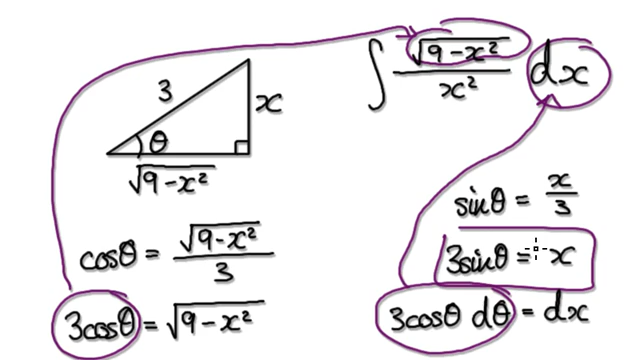 ∫ √(9-x²)/x² dx
3
x
θ
√(9-x²)
sinθ = x/3
cosθ = √(9-x²)/3
3sinθ = x
3cosθ = √(9-x²)
3cosθ dθ = dx